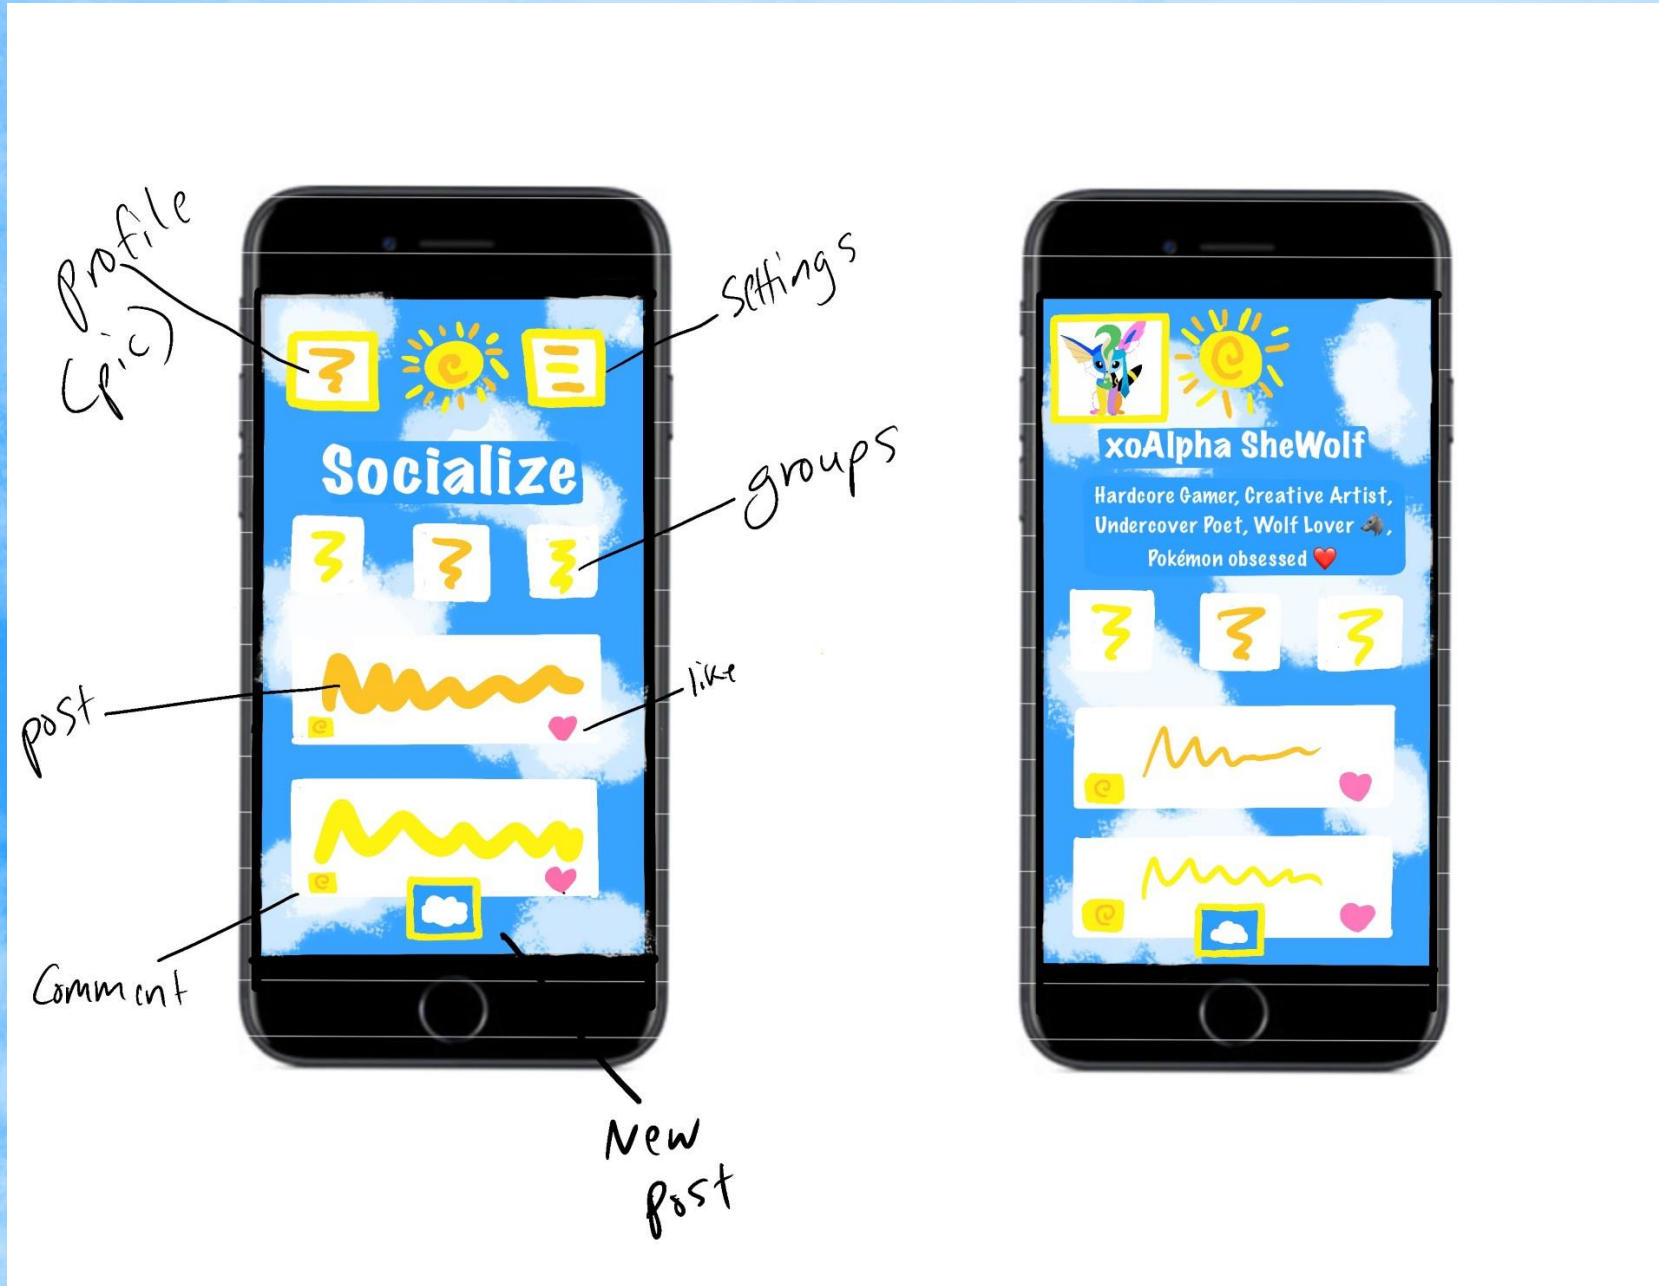 profile
(pic)
settings
Socialize
groups
post
like
Comment
New
post
xoAlpha SheWolf
Hardcore Gamer, Creative Artist,
Undercover Poet, Wolf Lover 🐺,
Pokémon obsessed ❤️